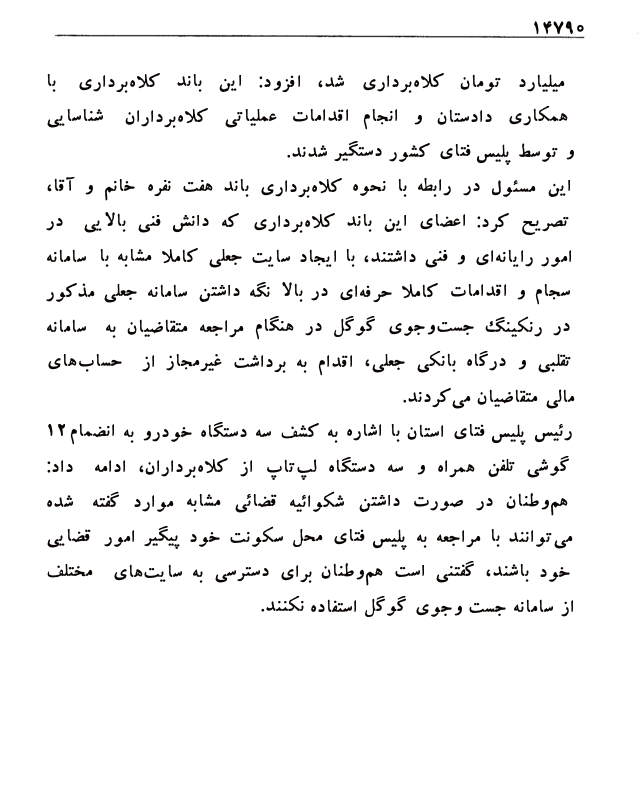 ۱۴۷۹۰
میلیارد تومان کلاه‌برداری شد، افزود: این باند کلاه‌برداری با
همکاری دادستان و انجام اقدامات عملیاتی کلاه‌برداران شناسایی
و توسط پلیس فتای کشور دستگیر شدند.
این مسئول در رابطه با نحوه کلاه‌برداری باند هفت نفره خانم و آقا،
تصریح کرد: اعضای این باند کلاه‌برداری که دانش فنی بالایی در
امور رایانه‌ای و فنی داشتند، با ایجاد سایت جعلی کاملا مشابه با سامانه
سجام و اقدامات کاملا حرفه‌ای در بالا نگه داشتن سامانه جعلی مذکور
در رنکینگ جست‌وجوی گوگل در هنگام مراجعه متقاضیان به سامانه
تقلبی و درگاه بانکی جعلی، اقدام به برداشت غیرمجاز از حساب‌های
مالی متقاضیان می‌کردند.
رئیس پلیس فتای استان با اشاره به کشف سه دستگاه خودرو به انضمام۱۲
گوشی تلفن همراه و سه دستگاه لپ‌تاپ از کلاه‌برداران، ادامه داد:
هم‌وطنان در صورت داشتن شکوائیه قضائی مشابه موارد گفته شده
می‌توانند با مراجعه به پلیس فتای محل سکونت خود پیگیر امور قضایی
خود باشند، گفتنی است هم‌وطنان برای دسترسی به سایت‌های مختلف
از سامانه جست وجوی گوگل استفاده نکنند.